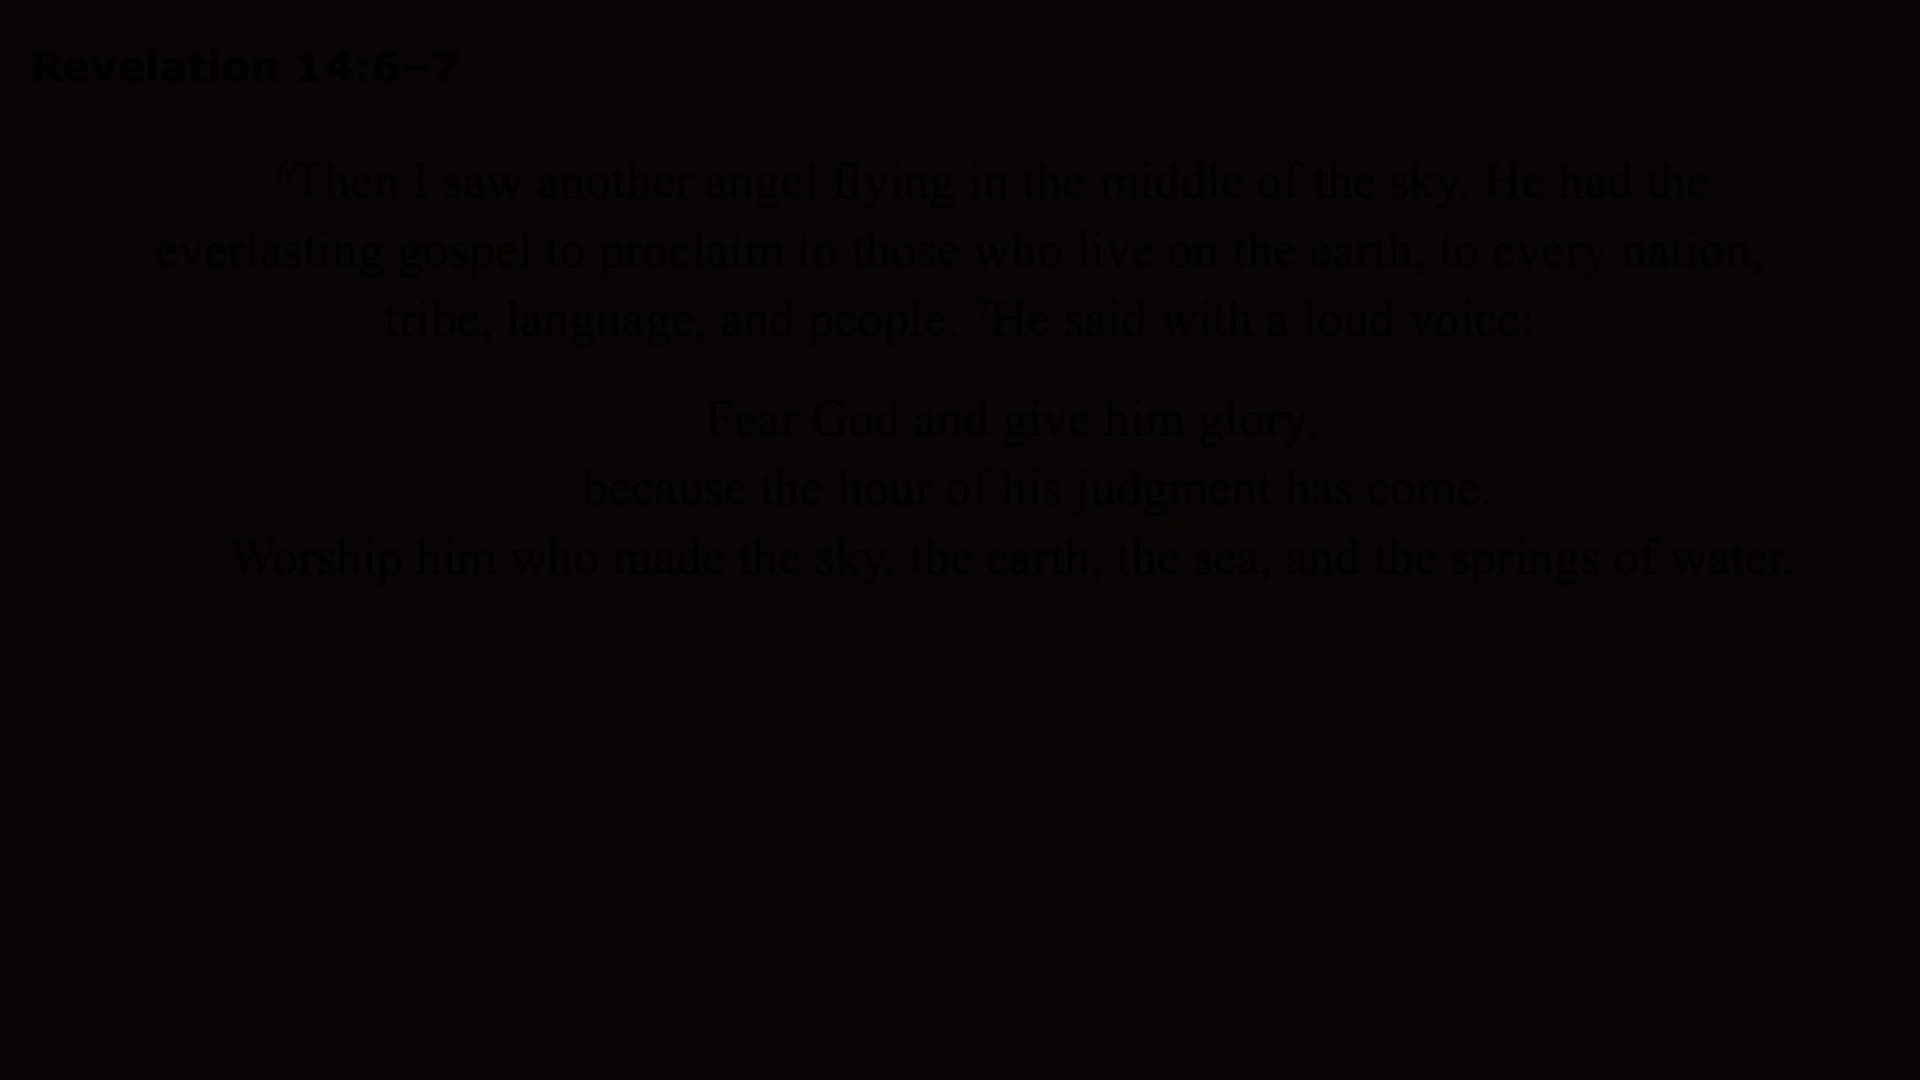 Revelation 14:6–7
⁶Then I saw another angel flying in the middle of the sky. He had the
everlasting gospel to proclaim to those who live on the earth, to every nation,
tribe, language, and people. ⁷He said with a loud voice:
Fear God and give him glory,
because the hour of his judgment has come.
Worship him who made the sky, the earth, the sea, and the springs of water.